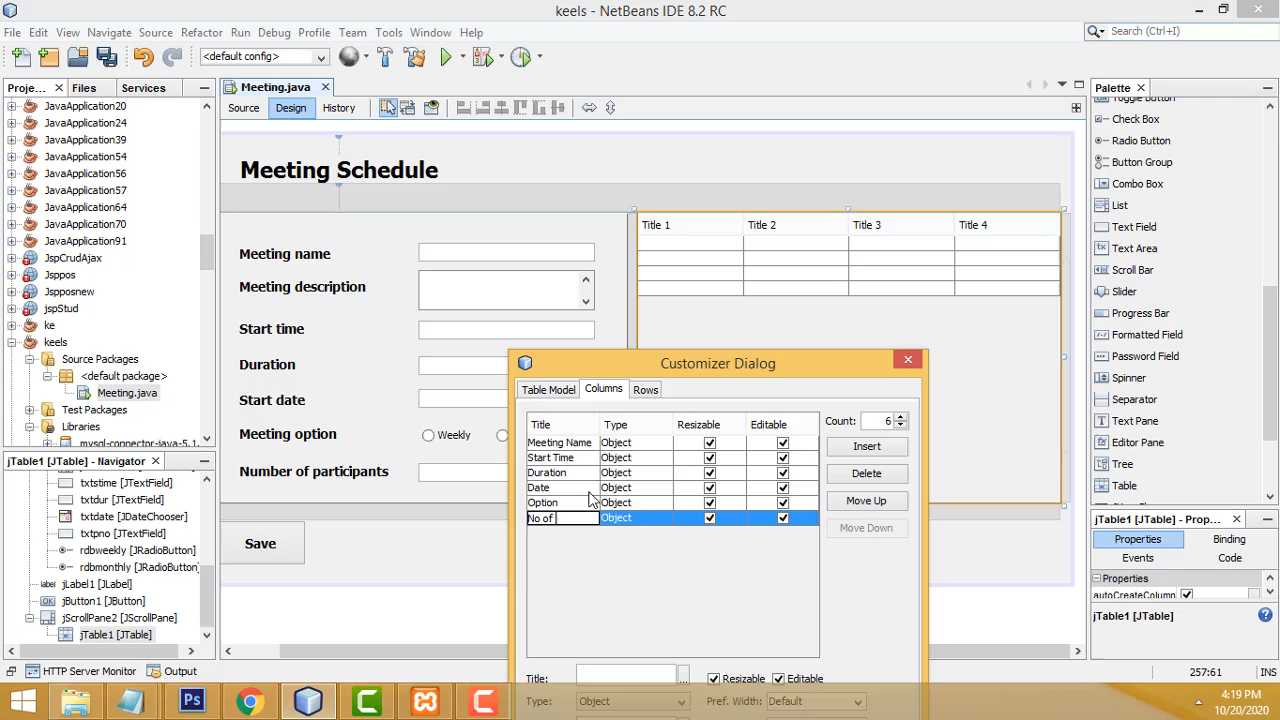 keels - NetBeans IDE 8.2 RC
File Edit View Navigate Source Refactor Run Debug Profile Team Tools Window Help
Search (Ctrl+I)
<default config>
Proje... Files Services
Meeting.java
Palette
Source Design History
JavaApplication20
JavaApplication24
JavaApplication39
JavaApplication54
JavaApplication56
JavaApplication57
JavaApplication64
JavaApplication70
JavaApplication91
JspCrudAjax
Jsppos
Jspposnew
jspStud
ke
keels
Source Packages
<default package>
Meeting.java
Test Packages
Libraries
mysql-connector-java-5.1
Meeting Schedule
Meeting name
Meeting description
Start time
Duration
Start date
Meeting option
Weekly
Number of participants
Save
Title 1 Title 2 Title 3 Title 4
Customizer Dialog
Table Model Columns Rows
Title Type Resizable Editable
Meeting Name Object
Start Time Object
Duration Object
Date Object
Option Object
No of Object
Count: 6
Insert
Delete
Move Up
Move Down
Title: ... Resizable Editable
Type: Object Pref. Width: Default
Toggle Button
Check Box
Radio Button
Button Group
Combo Box
List
Text Field
Text Area
Scroll Bar
Slider
Progress Bar
Formatted Field
Password Field
Spinner
Separator
Text Pane
Editor Pane
Tree
Table
jTable1 [JTable] - Prop...
Properties Binding
Events Code
Properties
autoCreateColumn
jTable1 [JTable]
jTable1 [JTable] - Navigator
txtstime [JTextField]
txtdur [JTextField]
txtdate [JDateChooser]
txtpno [JTextField]
rdbweekly [JRadioButton]
rdbmonthly [JRadioButton]
jLabel1 [JLabel]
jButton1 [JButton]
jScrollPane2 [JScrollPane]
jTable1 [JTable]
HTTP Server Monitor Output
257:61 INS
4:19 PM
10/20/2020